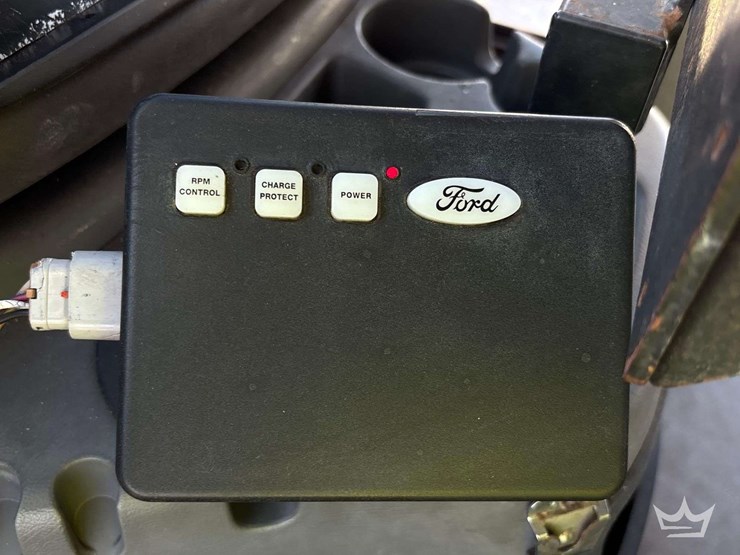 RPM
CONTROL
CHARGE
PROTECT
POWER
Ford